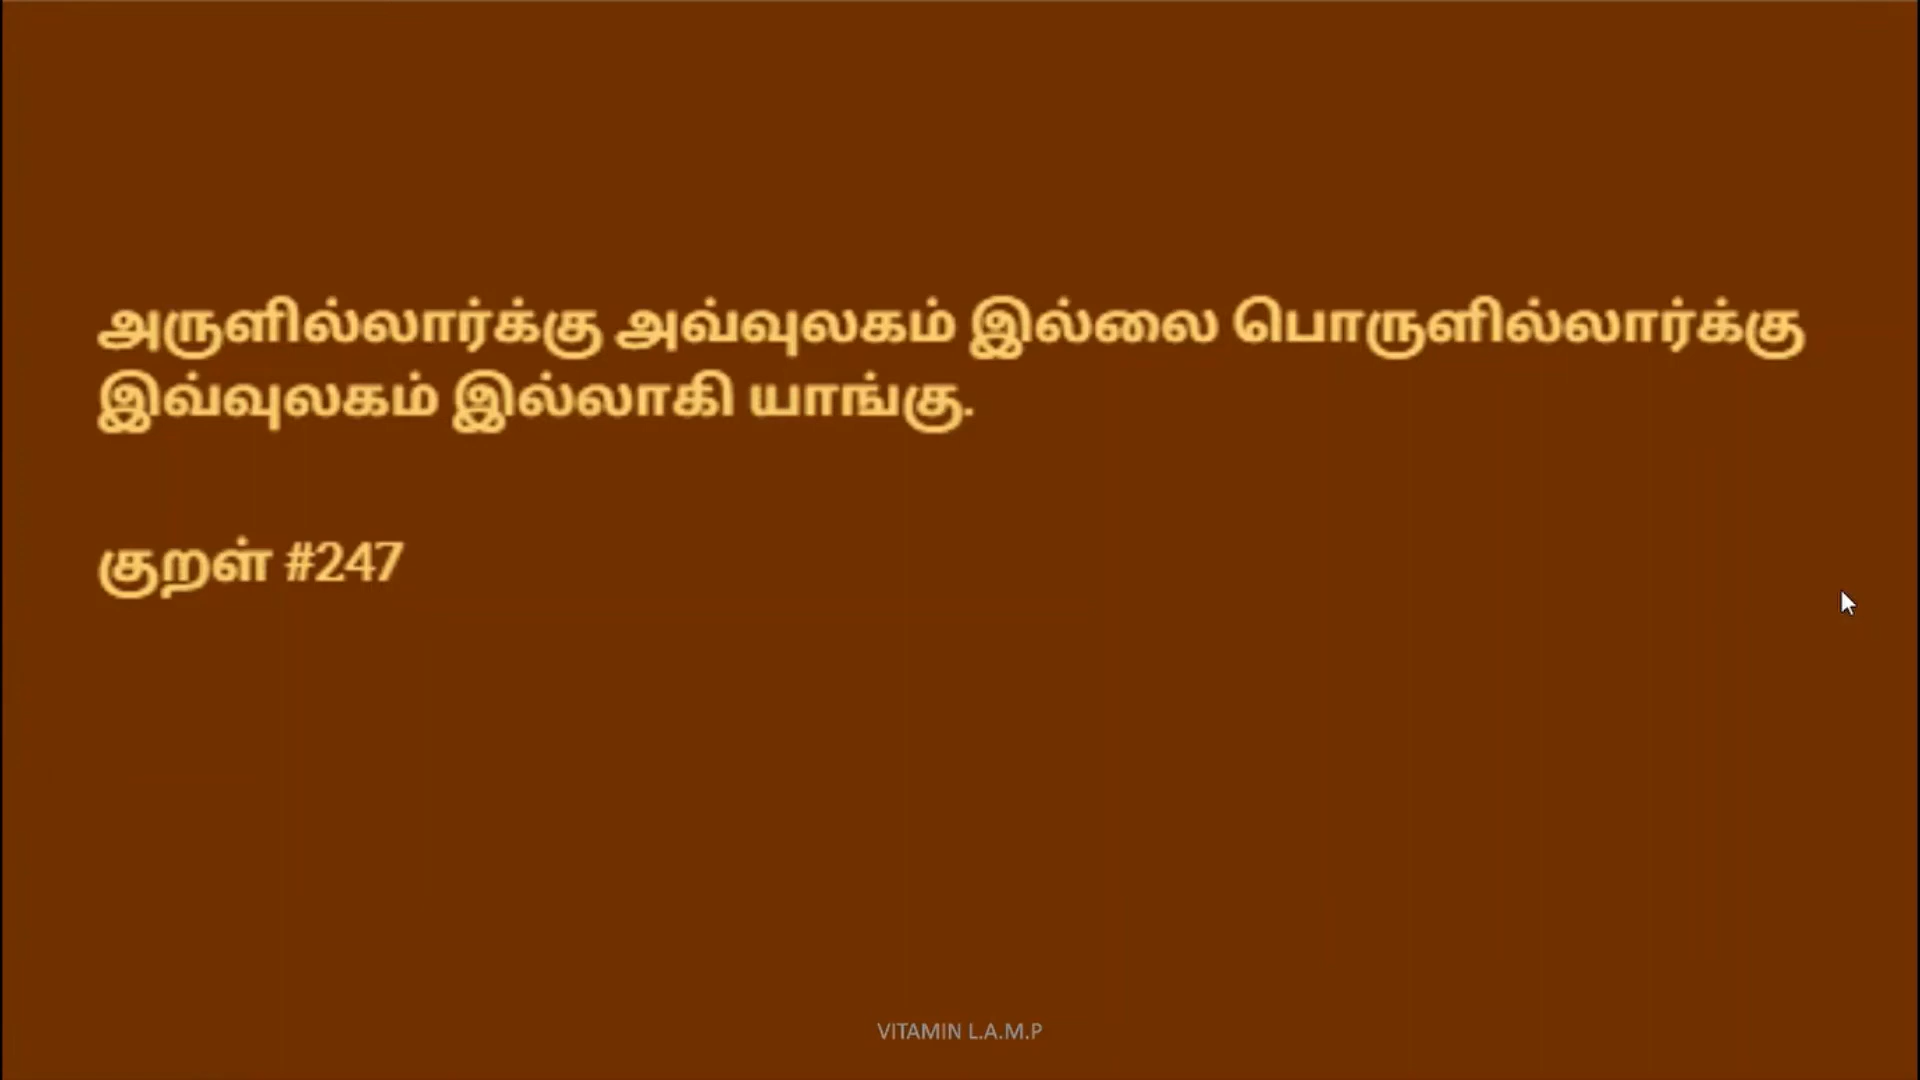 அருளில்லார்க்கு அவ்வுலகம் இல்லை பொருளில்லார்க்கு
இவ்வுலகம் இல்லாகி யாங்கு.
குறள் #247
VITAMIN L.A.M.P